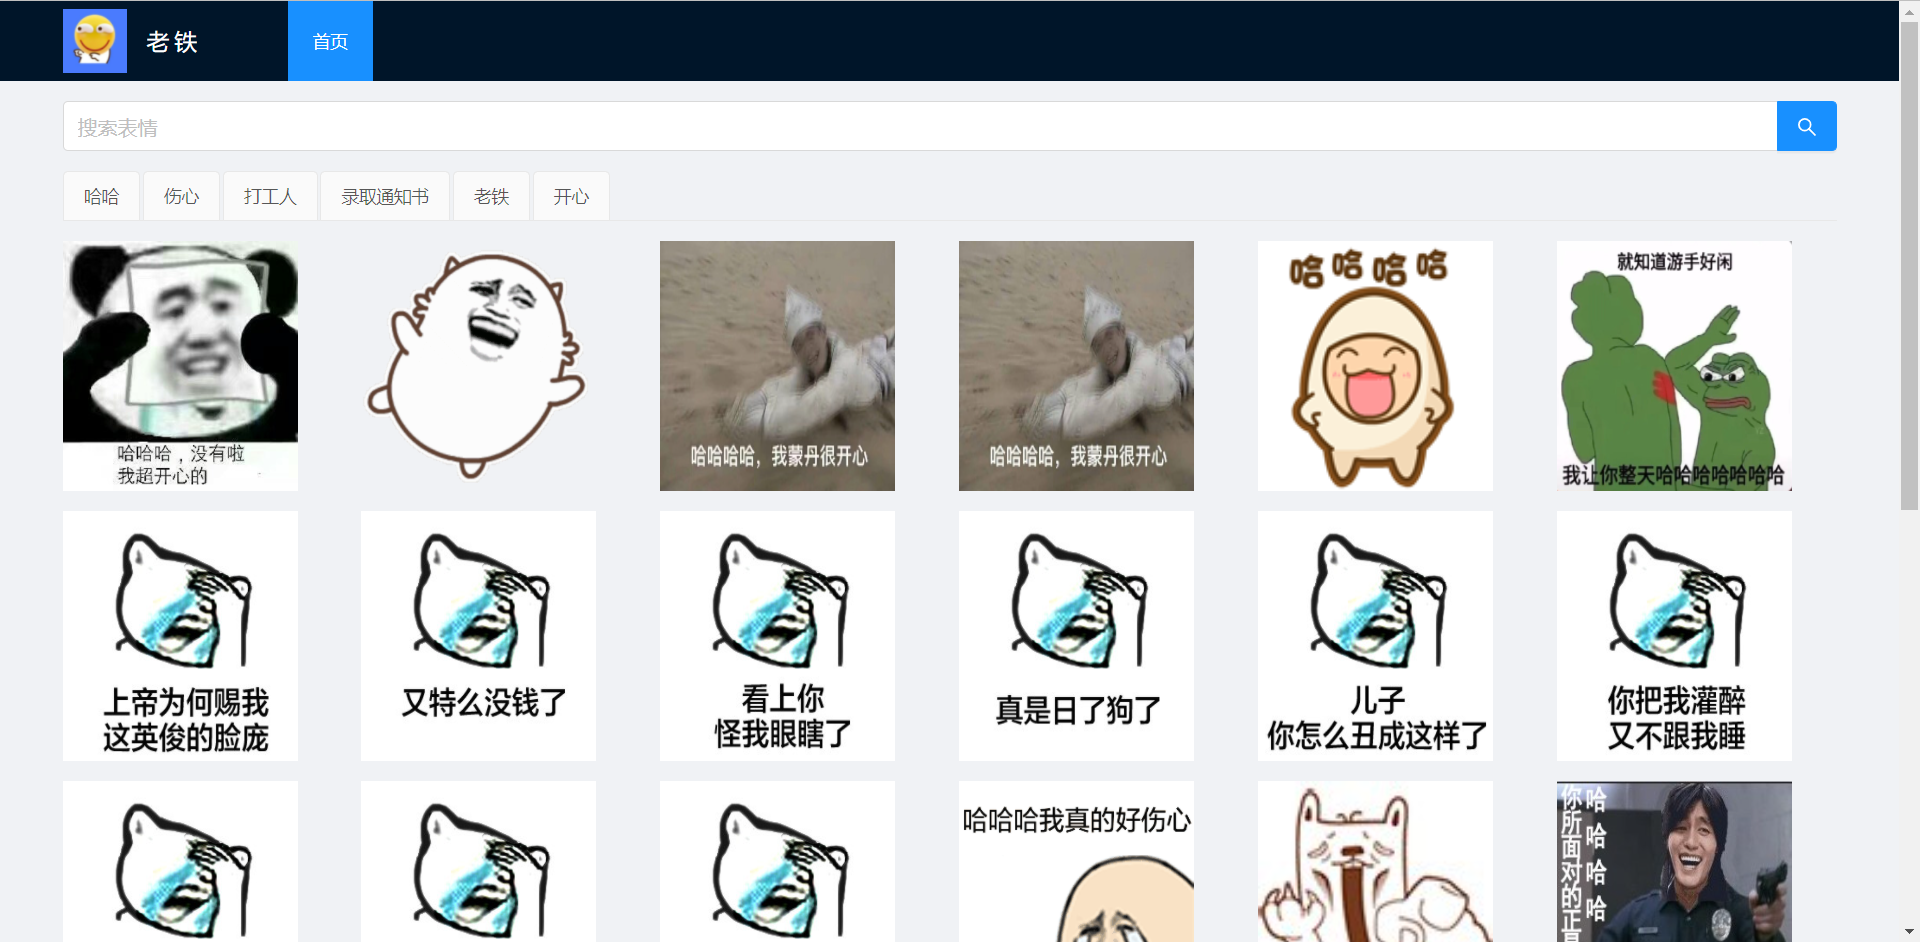 老铁
首页
搜索表情
哈哈
伤心
打工人
录取通知书
老铁
开心
哈哈哈，没有啦
我超开心的
哈哈哈哈，我蒙丹很开心
哈哈哈哈，我蒙丹很开心
哈哈哈哈
就知道游手好闲
我让你整天哈哈哈哈哈哈哈
上帝为何赐我
这英俊的脸庞
又特么没钱了
看上你
怪我眼瞎了
真是日了狗了
儿子
你怎么丑成这样了
你把我灌醉
又不跟我睡
哈哈哈我真的好伤心
你所面对的正
哈哈哈哈